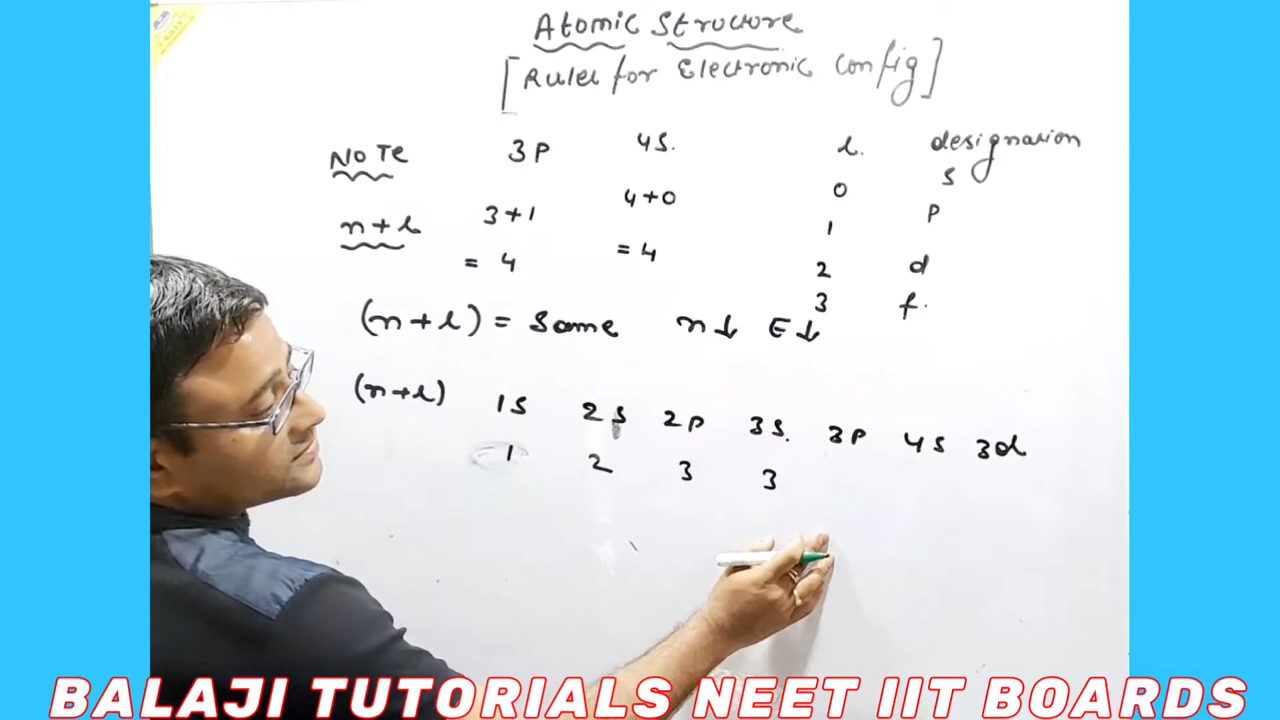 Atomic Structure
[Rules for Electronic Config]
NOTE 3P 4S. l. designation
0 S
n+l 3+1 4+0 1 P
= 4 = 4 2 d
3 f.
(n+l) = Same n↓ E↓
(n+l) 1S 2S 2P 3S. 3P 4S 3d
1 2 3 3
BALAJI TUTORIALS NEET IIT BOARDS